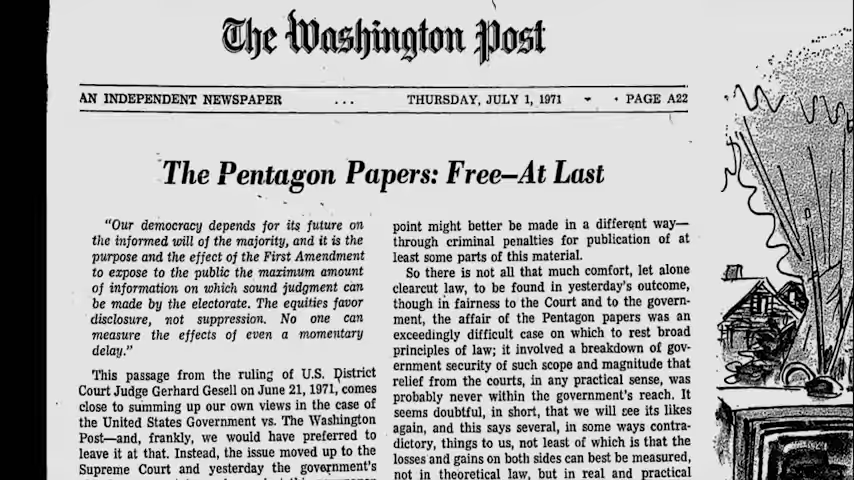 The Washington Post
AN INDEPENDENT NEWSPAPER ... THURSDAY, JULY 1, 1971 PAGE A22
The Pentagon Papers: Free—At Last
"Our democracy depends for its future on
the informed will of the majority, and it is the
purpose and the effect of the First Amendment
to expose to the public the maximum amount
of information on which sound judgment can
be made by the electorate. The equities favor
disclosure, not suppression. No one can
measure the effects of even a momentary
delay."
This passage from the ruling of U.S. District
Court Judge Gerhard Gesell on June 21, 1971, comes
close to summing up our own views in the case of
the United States Government vs. The Washington
Post—and, frankly, we would have preferred to
leave it at that. Instead, the issue moved up to the
Supreme Court and yesterday the government's
point might better be made in a different way—
through criminal penalties for publication of at
least some parts of this material.
So there is not all that much comfort, let alone
clearcut law, to be found in yesterday's outcome,
though in fairness to the Court and to the govern-
ment, the affair of the Pentagon papers was an
exceedingly difficult case on which to rest broad
principles of law; it involved a breakdown of gov-
ernment security of such scope and magnitude that
relief from the courts, in any practical sense, was
probably never within the government's reach. It
seems doubtful, in short, that we will see its likes
again, and this says several, in some ways contra-
dictory, things to us, not least of which is that the
losses and gains on both sides can best be measured,
not in theoretical law, but in real and practical